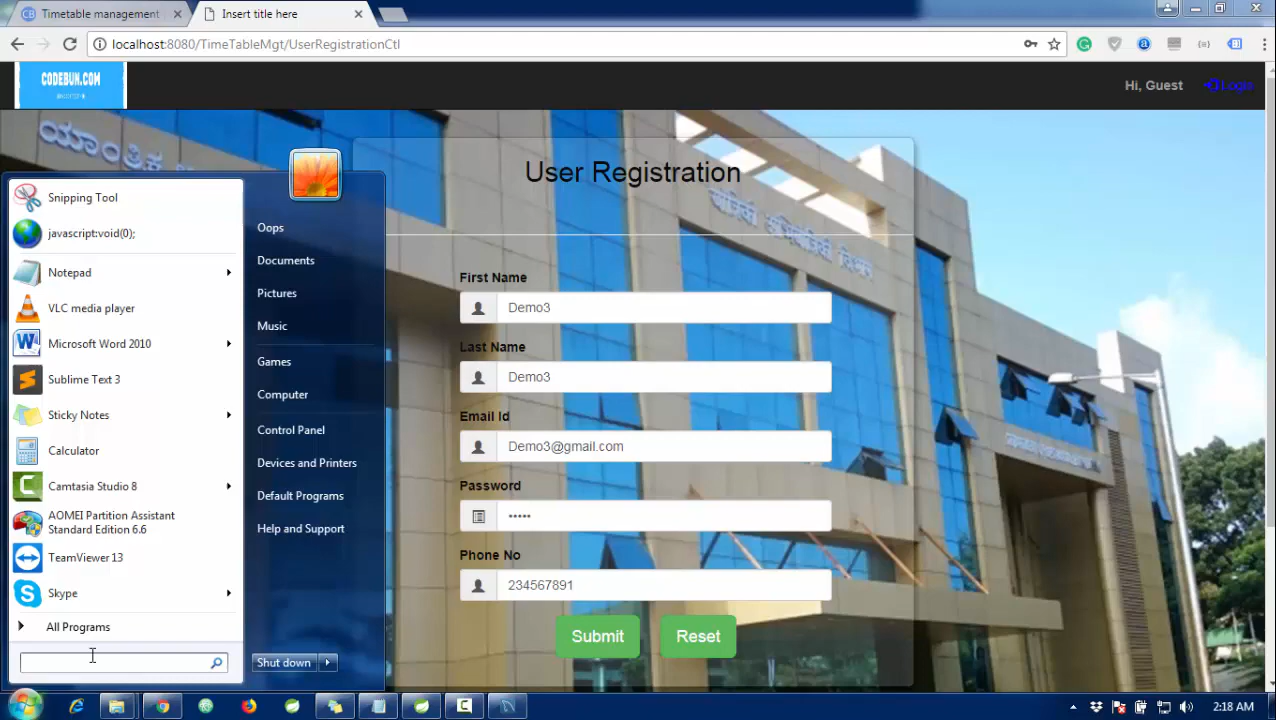 Timetable management
Insert title here
localhost:8080/TimeTableMgt/UserRegistrationCtl
CODEBUN.COM
Hi, Guest
Login
ಯಾಂತ್ರಿಕ
User Registration
Snipping Tool
javascript:void(0);
Notepad
VLC media player
Microsoft Word 2010
Sublime Text 3
Sticky Notes
Calculator
Camtasia Studio 8
AOMEI Partition Assistant
Standard Edition 6.6
TeamViewer 13
Skype
All Programs
Oops
Documents
Pictures
Music
Games
Computer
Control Panel
Devices and Printers
Default Programs
Help and Support
Shut down
First Name
Demo3
Last Name
Demo3
Email Id
Demo3@gmail.com
Password
•••••
Phone No
234567891
Submit
Reset
2:18 AM